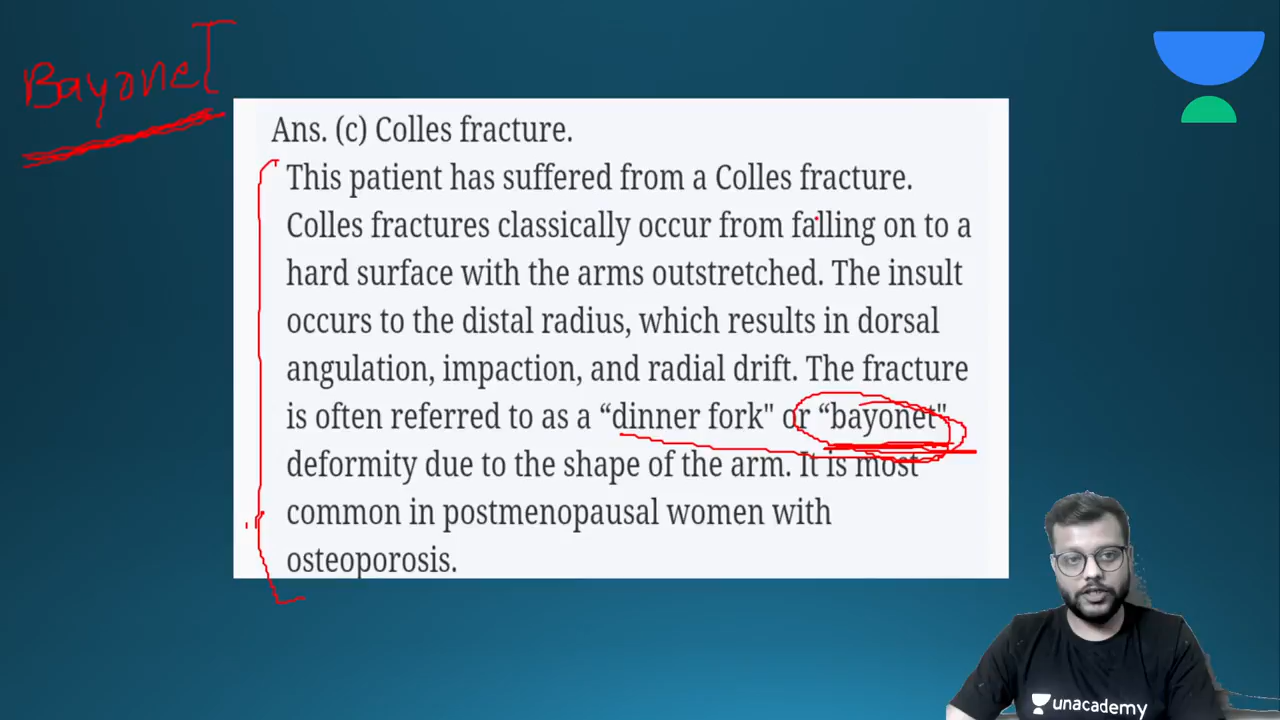 BayoneT
Ans. (c) Colles fracture.
This patient has suffered from a Colles fracture.
Colles fractures classically occur from falling on to a
hard surface with the arms outstretched. The insult
occurs to the distal radius, which results in dorsal
angulation, impaction, and radial drift. The fracture
is often referred to as a “dinner fork" or “bayonet"
deformity due to the shape of the arm. It is most
common in postmenopausal women with
osteoporosis.
unacademy